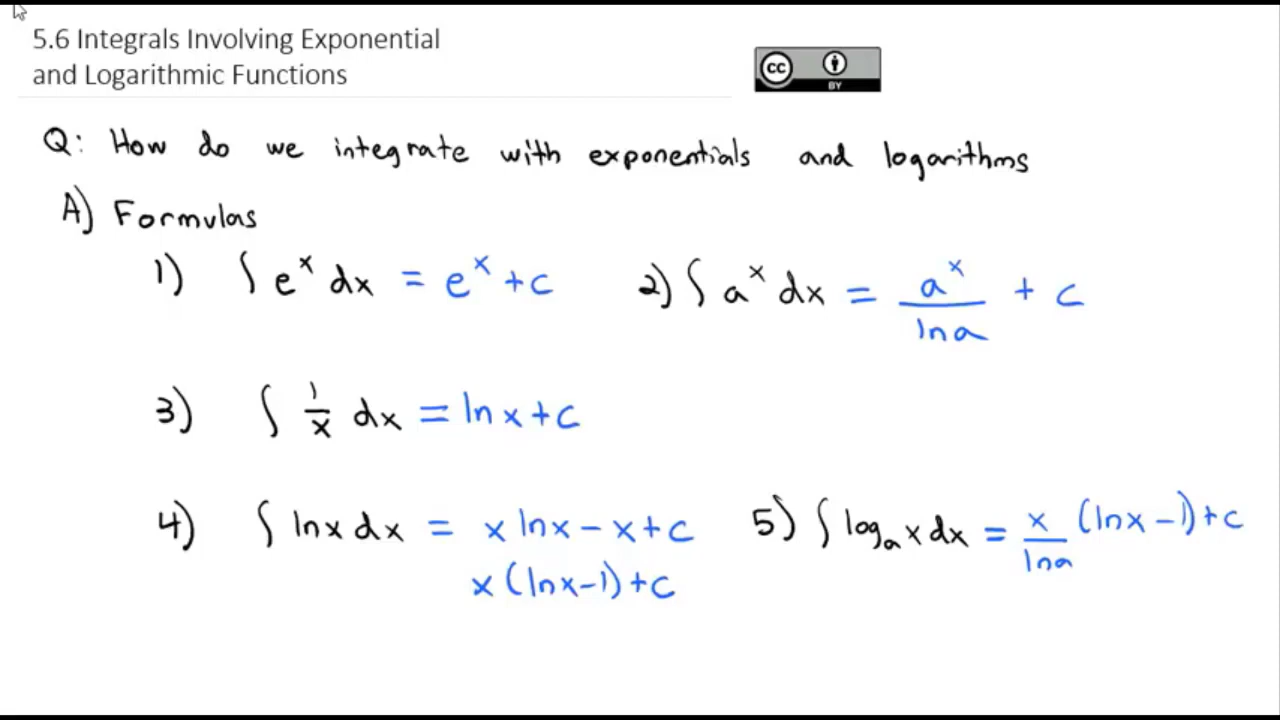 5.6 Integrals Involving Exponential
and Logarithmic Functions
cc
BY
Q: How do we integrate with exponentials and logarithms
A) Formulas
1) ∫ e^x dx = e^x + c 2) ∫ a^x dx = a^x / ln a + c
3) ∫ 1/x dx = ln x + c
4) ∫ ln x dx = x ln x − x + c 5) ∫ log_a x dx = x / ln a (ln x − 1) + c
x (ln x − 1) + c